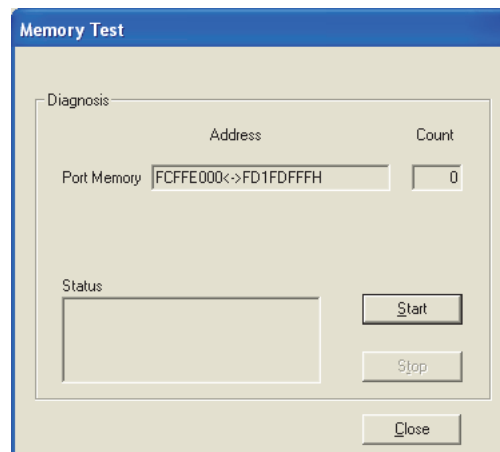 Memory Test
Diagnosis
Address Count
Port Memory FCFFE000<->FD1FDFFFH 0
Status
Start
Stop
Close